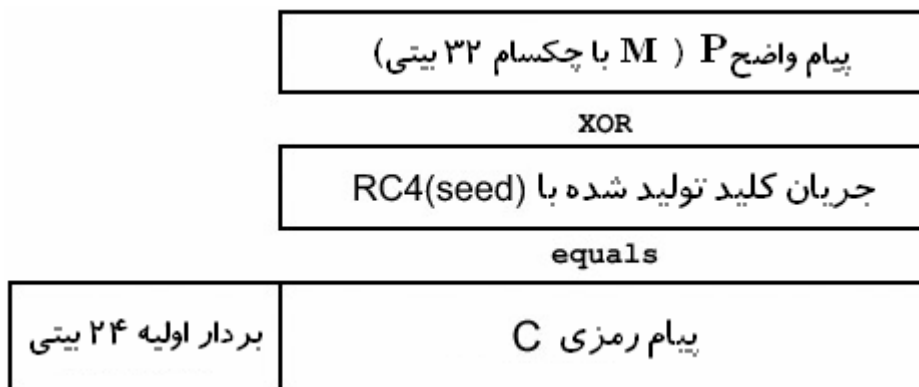 پیام واضح P ( M با چکسام ۳۲ بیتی)
XOR
جریان کلید تولید شده با RC4(seed)
equals
پیام رمزی C
بردار اولیه ۲۴ بیتی